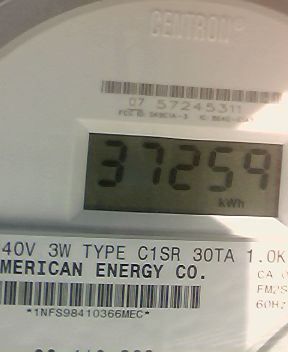 CENTRON®
07 57245311
37259
kWh
40V 3W TYPE C1SR 30TA 1.0K
MERICAN ENERGY CO.
CA
FM2S
60HZ
*1NFS98410366MEC*